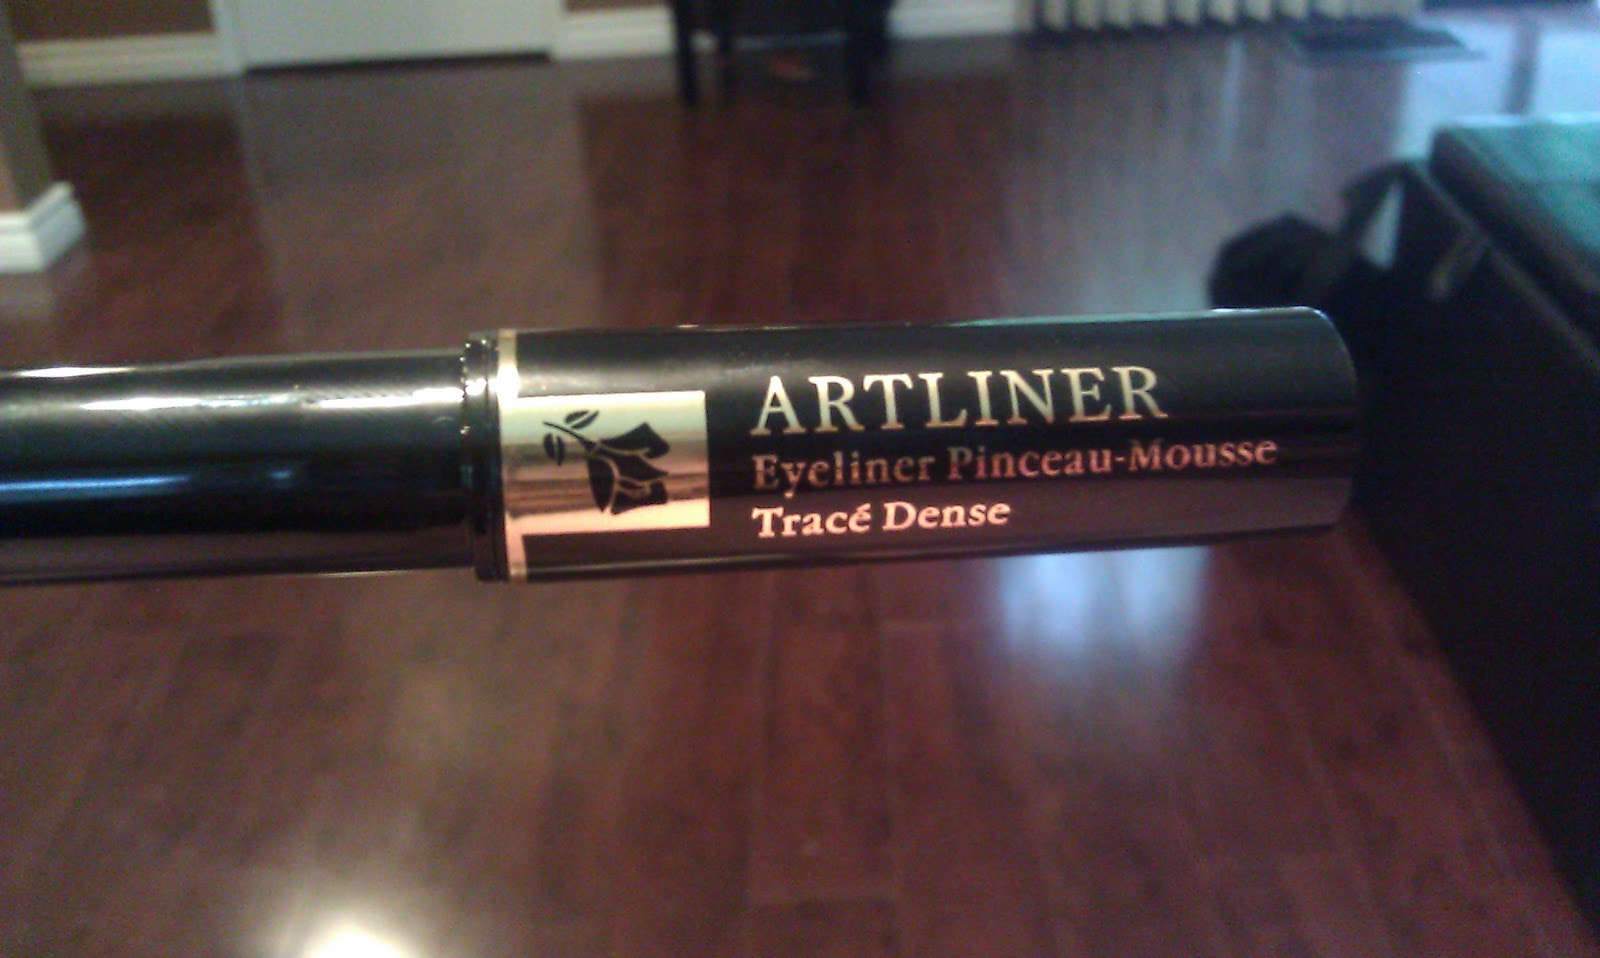 ARTLINER
Eyeliner Pinceau-Mousse
Tracé Dense